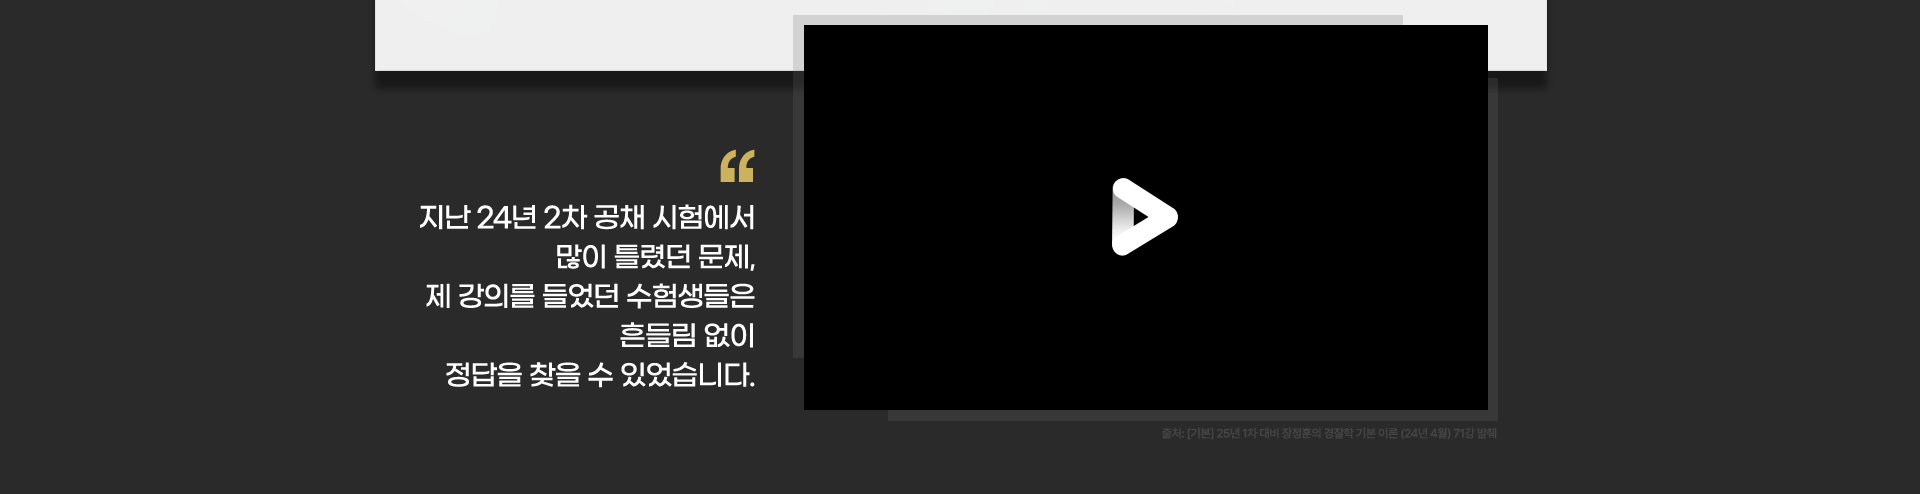 “
지난 24년 2차 공채 시험에서
많이 틀렸던 문제,
제 강의를 들었던 수험생들은
흔들림 없이
정답을 찾을 수 있었습니다.
출처: [기본] 25년 1차 대비 장정훈의 경찰학 기본 이론 (24년 4월) 71강 발췌